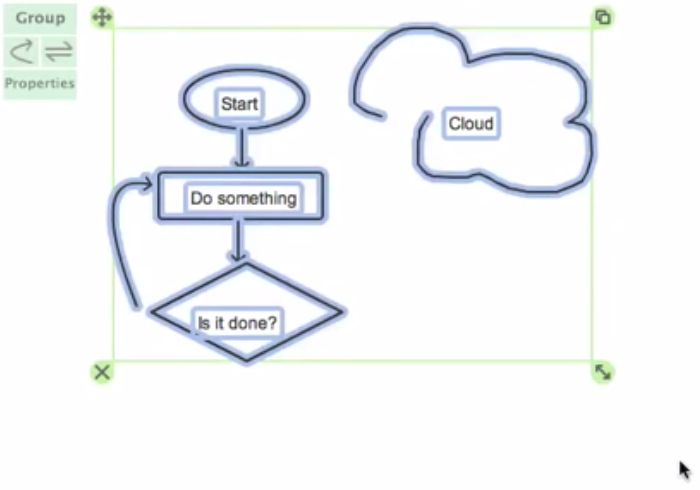 Group
Properties
Start
Cloud
Do something
Is it done?